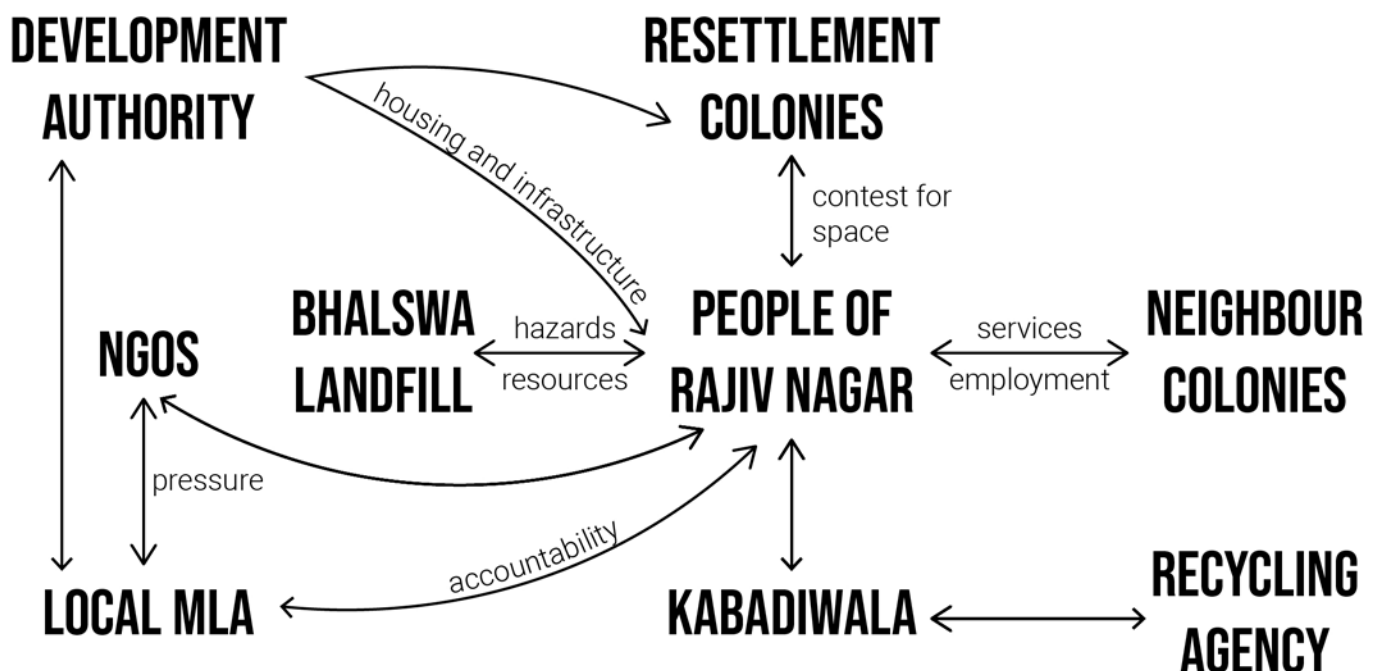 DEVELOPMENT
AUTHORITY
RESETTLEMENT
COLONIES
housing and infrastructure
contest for
space
BHALSWA
LANDFILL
hazards
resources
PEOPLE OF
RAJIV NAGAR
services
employment
NEIGHBOUR
COLONIES
NGOS
pressure
accountability
LOCAL MLA
KABADIWALA
RECYCLING
AGENCY